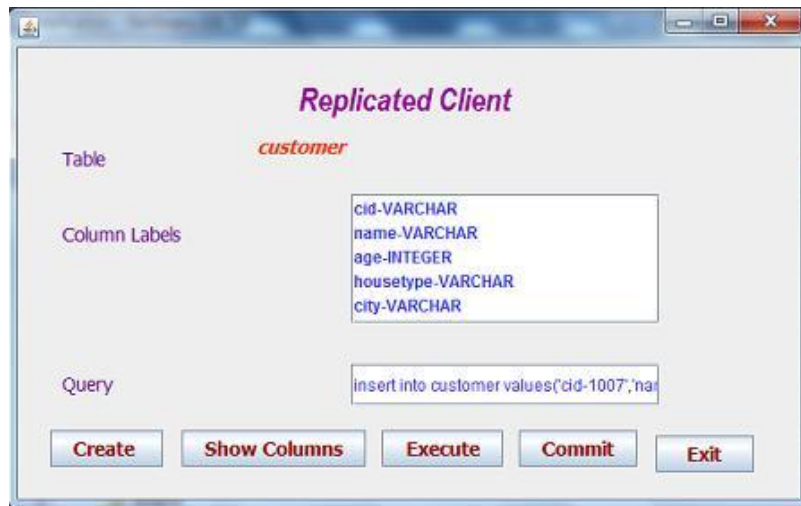 Replicated Client
Table customer
Column Labels
cid-VARCHAR
name-VARCHAR
age-INTEGER
housetype-VARCHAR
city-VARCHAR
Query insert into customer values('cid-1007','nar
Create Show Columns Execute Commit Exit